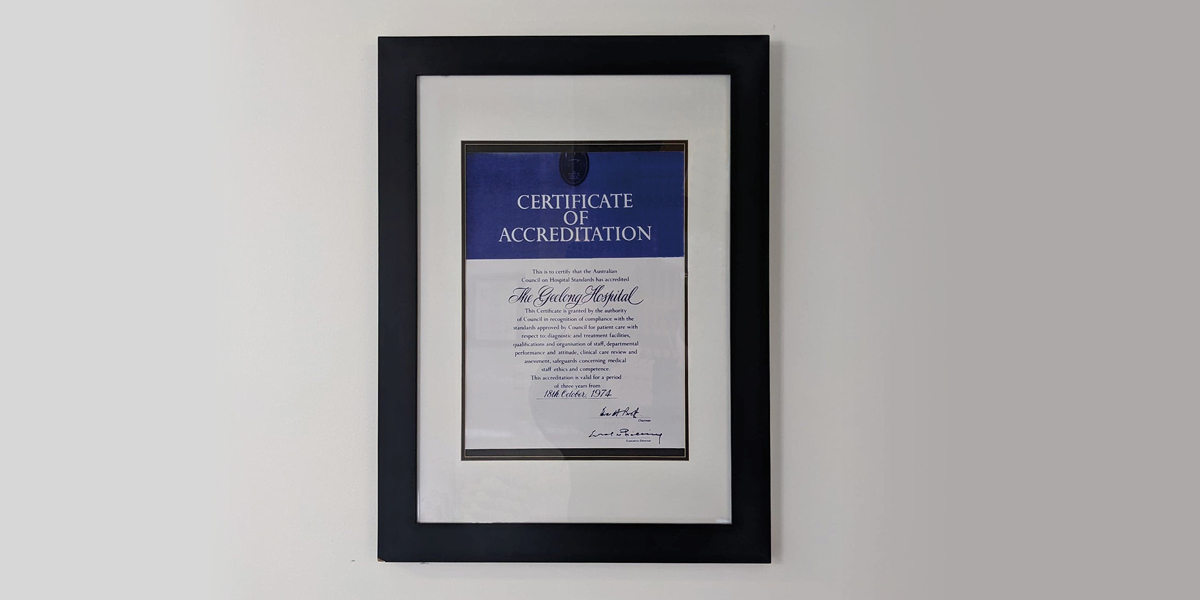 CERTIFICATE
OF
ACCREDITATION
This is to certify that the Australian
Council on Hospital Standards has accredited
The Geelong Hospital
This Certificate is granted by the authority
of Council in recognition of compliance with the
standards approved by Council for patient care with
respect to: diagnostic and treatment facilities,
qualifications and organisation of staff, departmental
performance and attitude, clinical care review and
assessment, safeguards concerning medical
staff ethics and competence.
This accreditation is valid for a period
of three years from
18th October, 1974
Chairman
Executive Director